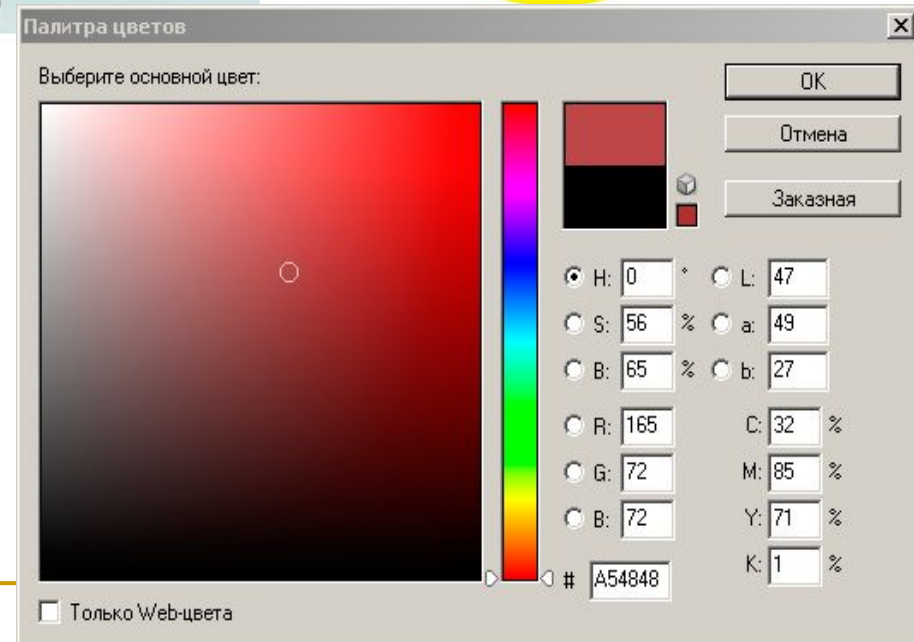 Палитра цветов
Выберите основной цвет:
OK
Отмена
Заказная
H: 0 ° L: 47
S: 56 % a: 49
B: 65 % b: 27
R: 165 C: 32 %
G: 72 M: 85 %
B: 72 Y: 71 %
# A54848 K: 1 %
Только Web-цвета